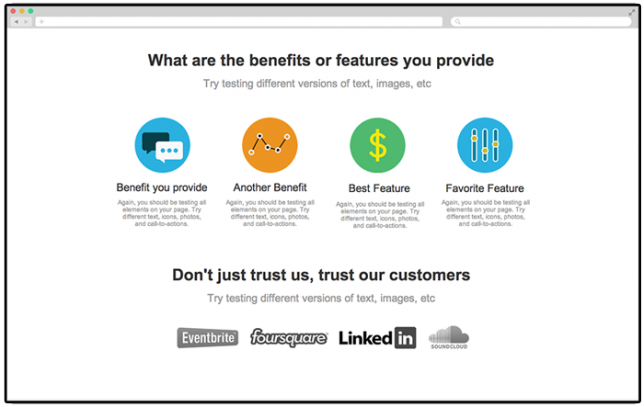 What are the benefits or features you provide
Try testing different versions of text, images, etc
Benefit you provide
Again, you should be testing all
elements on your page. Try
different text, icons, photos,
and call-to-actions.
Another Benefit
Again, you should be testing all
elements on your page. Try
different text, icons, photos,
and call-to-actions.
Best Feature
Again, you should be testing all
elements on your page. Try
different text, icons, photos,
and call-to-actions.
Favorite Feature
Again, you should be testing all
elements on your page. Try
different text, icons, photos,
and call-to-actions.
Don't just trust us, trust our customers
Try testing different versions of text, images, etc
Eventbrite
foursquare
Linked in
SOUNDCLOUD